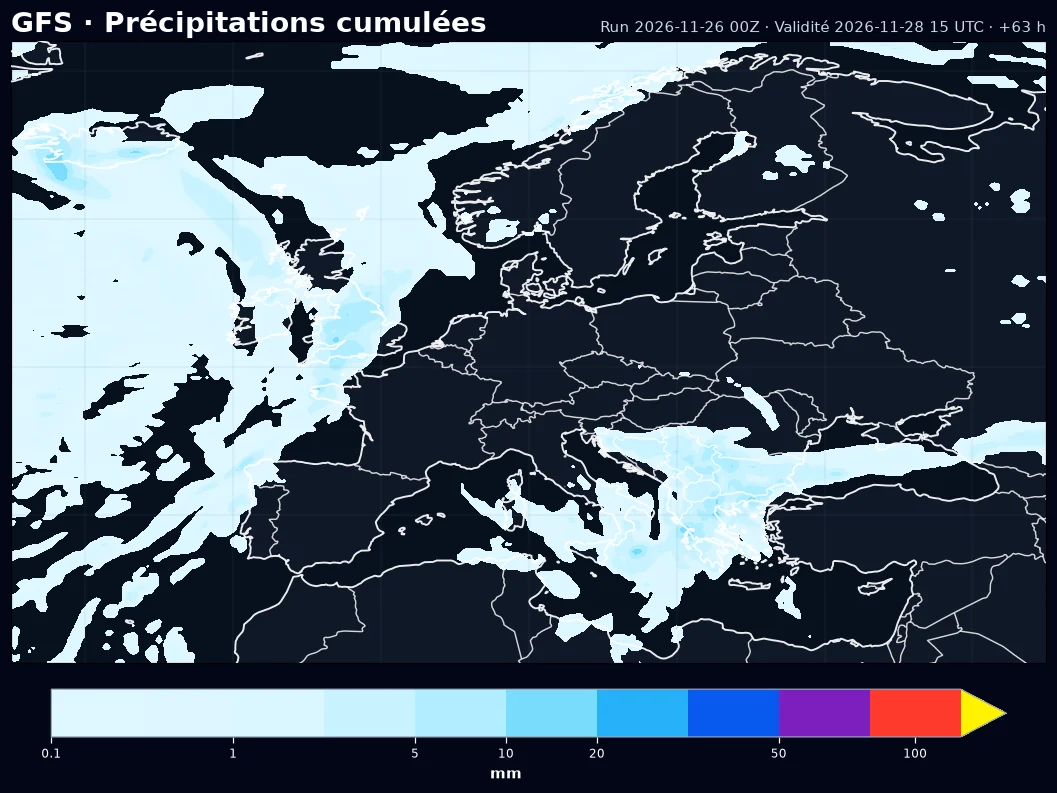 GFS · Précipitations cumulées
Run 2026-11-26 00Z · Validité 2026-11-28 15 UTC · +63 h
0.1 1 5 10 20 50 100
mm